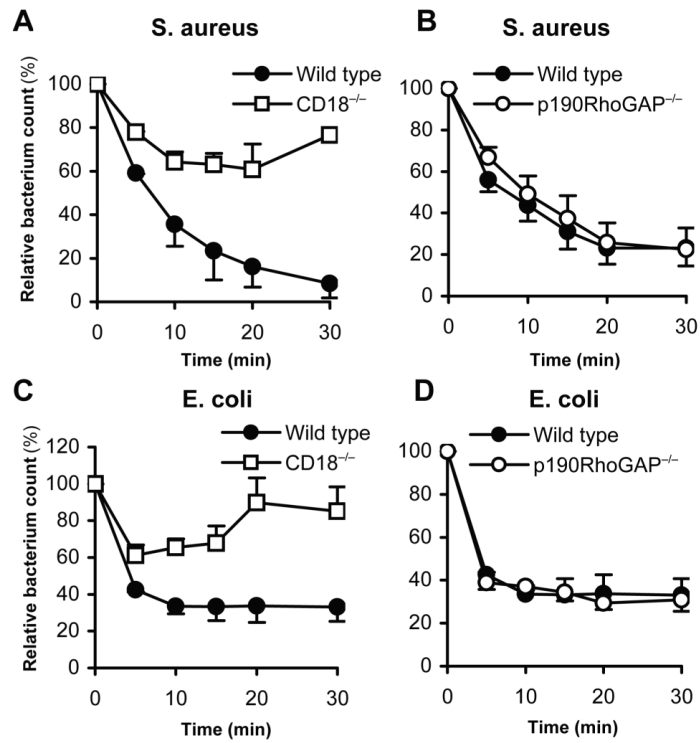 A
S. aureus
Wild type
CD18–/–
Relative bacterium count (%)
100
80
60
40
20
0
0 10 20 30
Time (min)
B
S. aureus
Wild type
p190RhoGAP–/–
100
80
60
40
20
0
0 10 20 30
Time (min)
C
E. coli
Wild type
CD18–/–
Relative bacterium count (%)
120
100
80
60
40
20
0
0 10 20 30
Time (min)
D
E. coli
Wild type
p190RhoGAP–/–
100
80
60
40
20
0
0 10 20 30
Time (min)